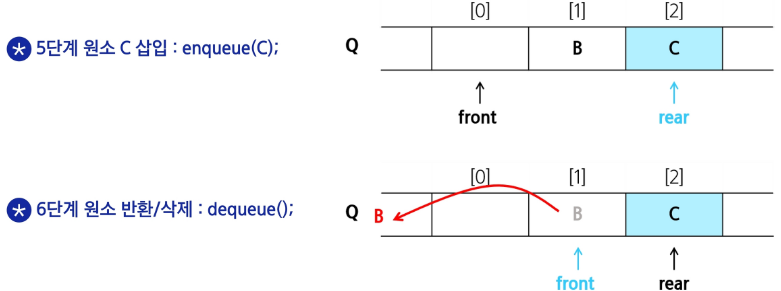 [0] [1] [2]
* 5단계 원소 C 삽입 : enqueue(C); Q B C
front rear
[0] [1] [2]
* 6단계 원소 반환/삭제 : dequeue(); Q B B C
front rear